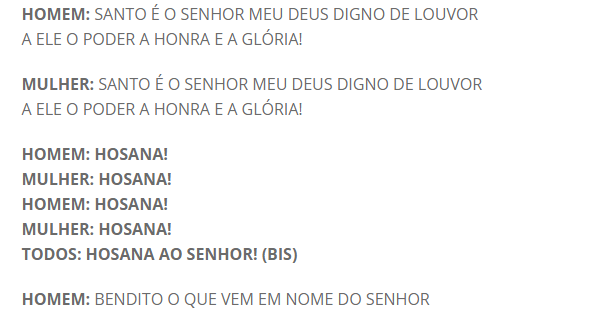 HOMEM: SANTO É O SENHOR MEU DEUS DIGNO DE LOUVOR
A ELE O PODER A HONRA E A GLÓRIA!
MULHER: SANTO É O SENHOR MEU DEUS DIGNO DE LOUVOR
A ELE O PODER A HONRA E A GLÓRIA!
HOMEM: HOSANA!
MULHER: HOSANA!
HOMEM: HOSANA!
MULHER: HOSANA!
TODOS: HOSANA AO SENHOR! (BIS)
HOMEM: BENDITO O QUE VEM EM NOME DO SENHOR